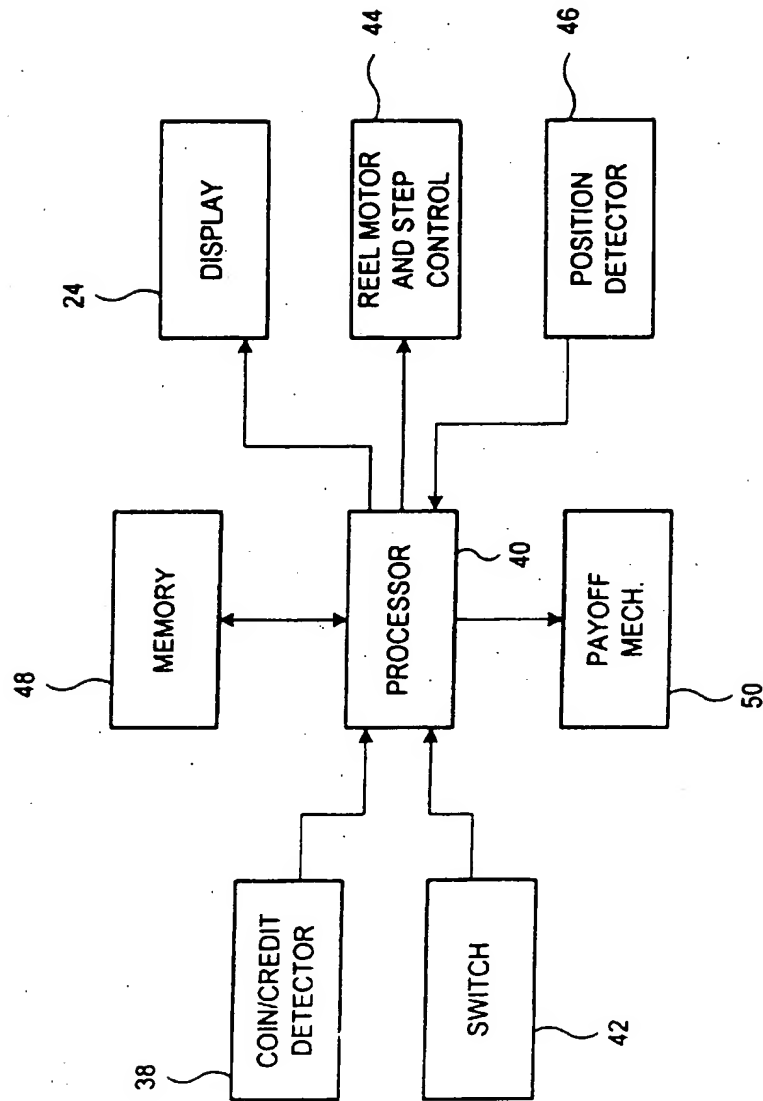 38
COIN/CREDIT
DETECTOR
SWITCH
42
48
MEMORY
PROCESSOR
40
PAYOFF
MECH.
50
24
DISPLAY
44
REEL MOTOR
AND STEP
CONTROL
46
POSITION
DETECTOR